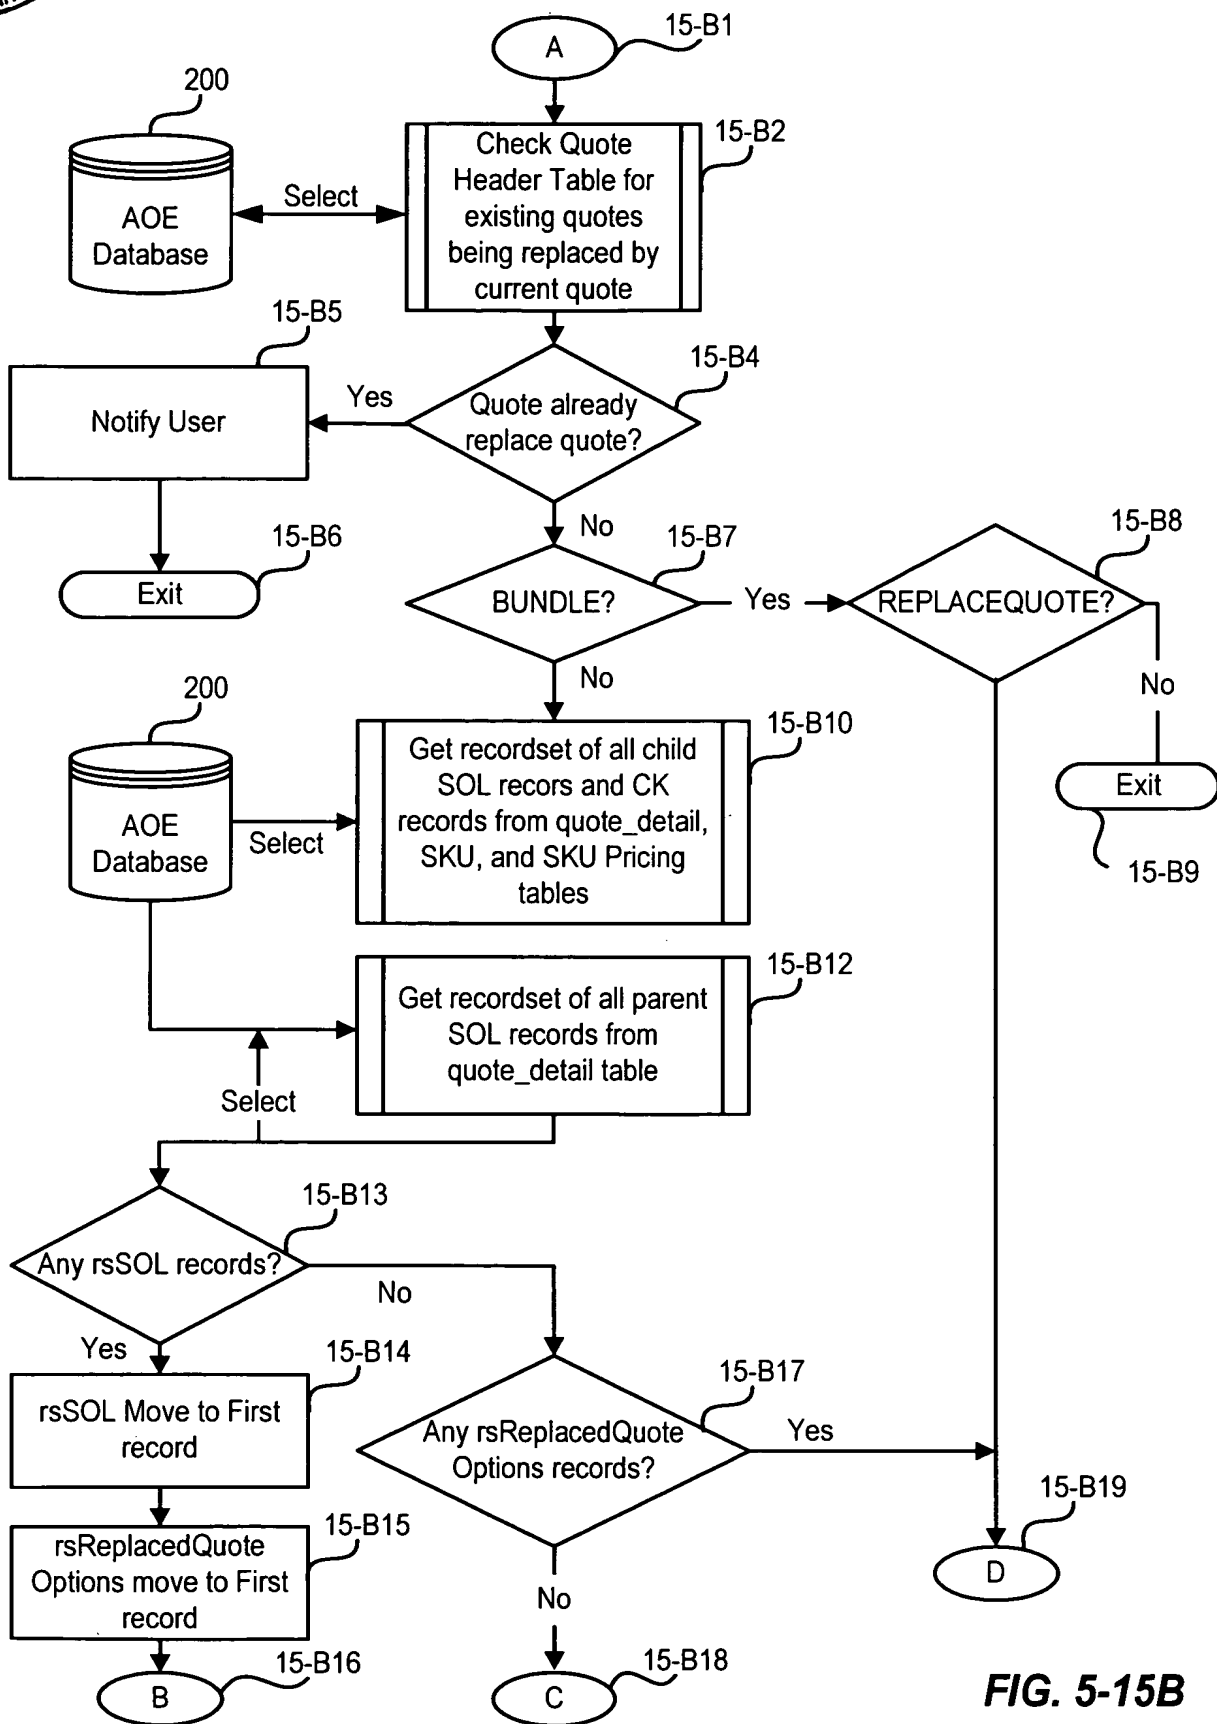 15-B1
A
200
15-B2
Check Quote
Header Table for
existing quotes
being replaced by
current quote
Select
AOE
Database
15-B5
15-B4
Notify User
Yes
Quote already
replace quote?
No
15-B6
Exit
15-B7
BUNDLE?
Yes
15-B8
REPLACEQUOTE?
No
No
Exit
15-B9
200
15-B10
Get recordset of all child
SOL recors and CK
records from quote_detail,
SKU, and SKU Pricing
tables
AOE
Database
Select
15-B12
Get recordset of all parent
SOL records from
quote_detail table
Select
15-B13
Any rsSOL records?
No
Yes
15-B14
rsSOL Move to First
record
15-B17
Any rsReplacedQuote
Options records?
Yes
15-B15
rsReplacedQuote
Options move to First
record
15-B19
D
No
15-B16
B
15-B18
C
FIG. 5-15B